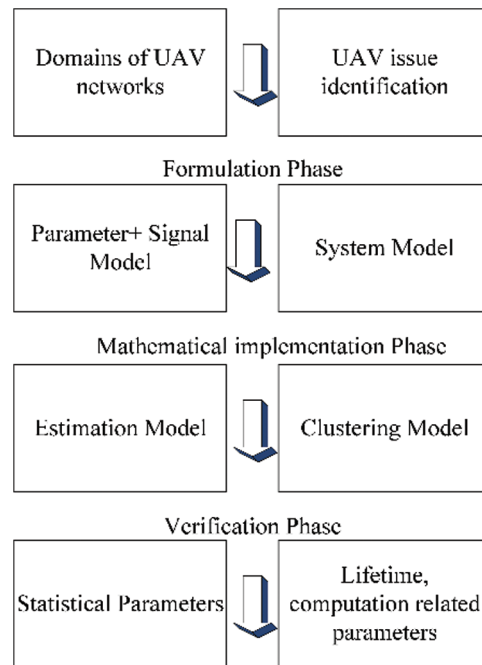 Domains of UAV
networks
UAV issue
identification
Formulation Phase
Parameter+ Signal
Model
System Model
Mathematical implementation Phase
Estimation Model
Clustering Model
Verification Phase
Statistical Parameters
Lifetime,
computation related
parameters